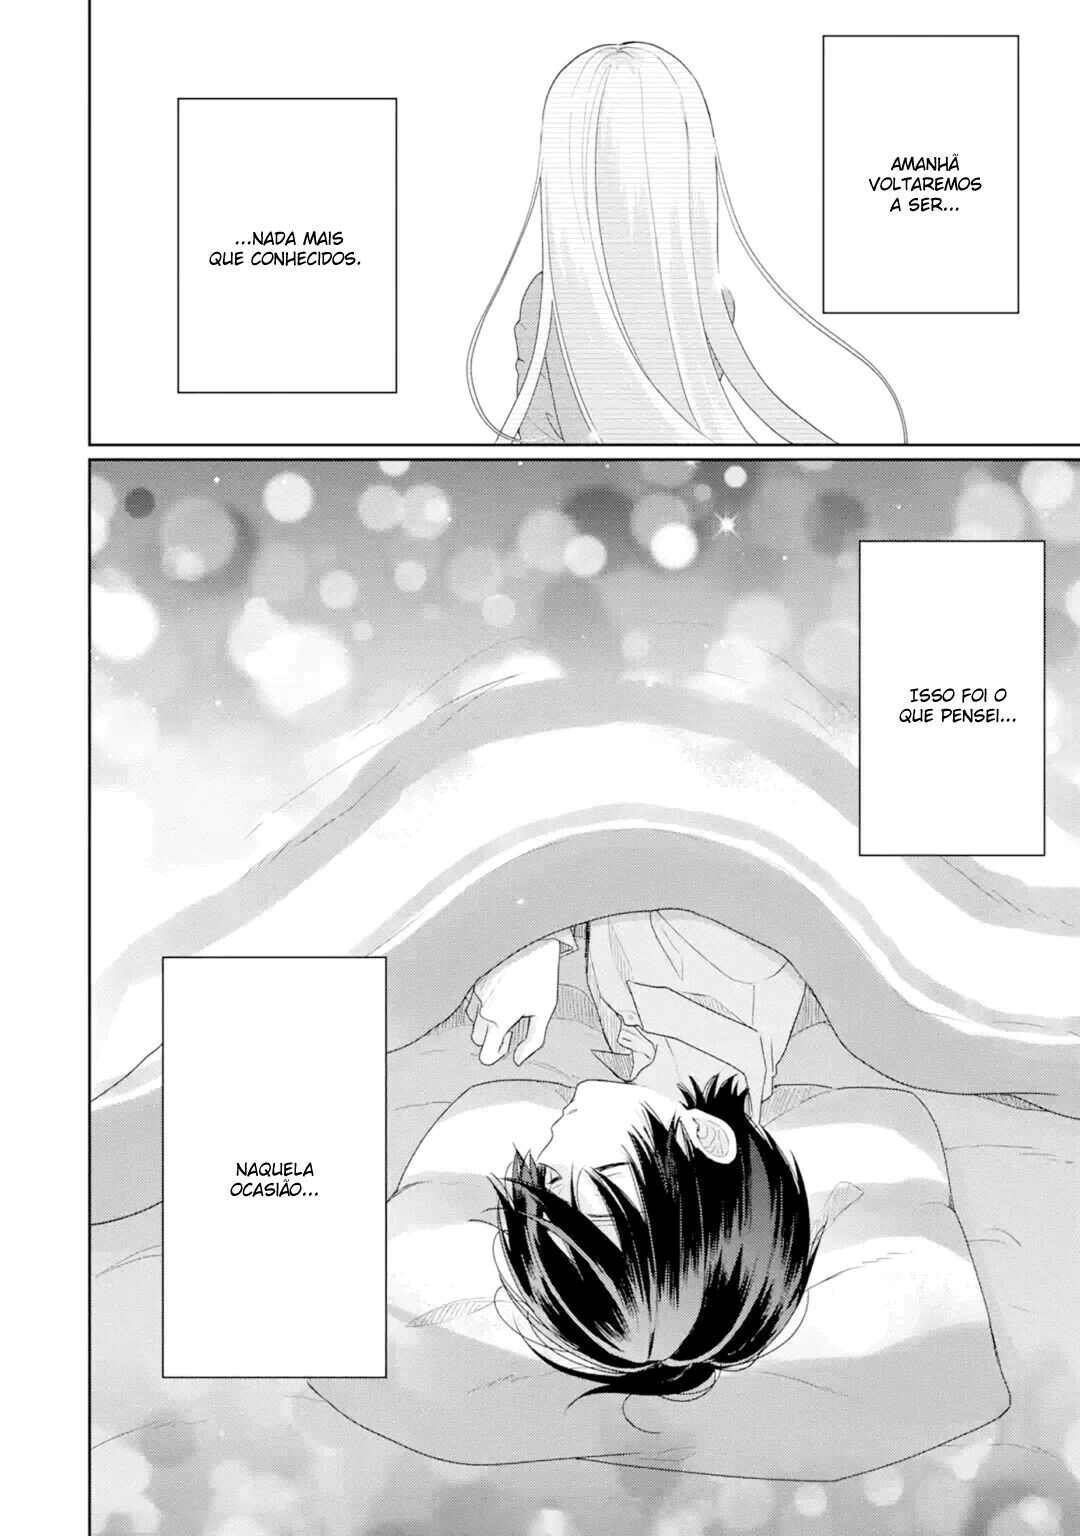 AMANHÃ
VOLTAREMOS
A SER...
...NADA MAIS
QUE CONHECIDOS.
ISSO FOI O
QUE PENSEI...
NAQUELA
OCASIÃO...